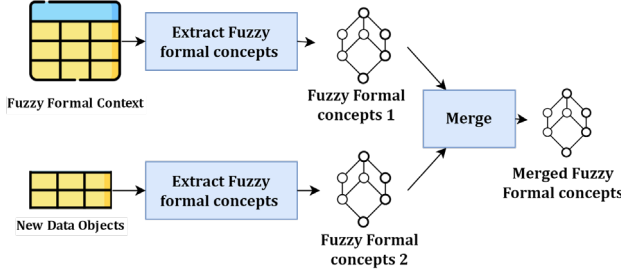 Extract Fuzzy
formal concepts
Fuzzy Formal Context
Fuzzy Formal
concepts 1
Merge
Merged Fuzzy
Formal concepts
Extract Fuzzy
formal concepts
New Data Objects
Fuzzy Formal
concepts 2